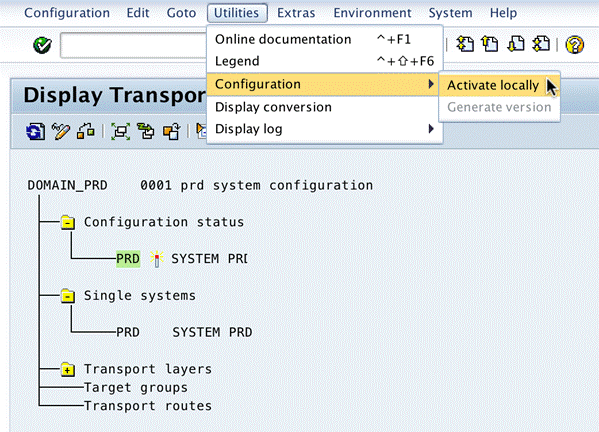 Configuration Edit Goto Utilities Extras Environment System Help
Online documentation ^+F1
Legend ^+⇧+F6
Configuration
Activate locally
Generate version
Display conversion
Display log
Display Transpor
DOMAIN_PRD 0001 prd system configuration
Configuration status
PRD SYSTEM PRD
Single systems
PRD SYSTEM PRD
Transport layers
Target groups
Transport routes